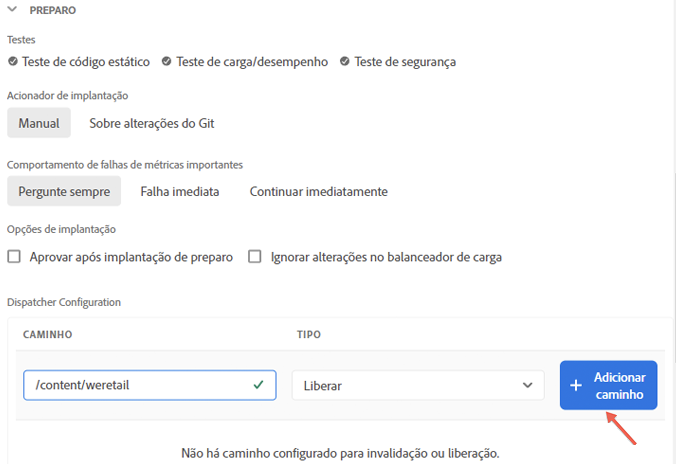 PREPARO
Testes
Teste de código estático Teste de carga/desempenho Teste de segurança
Acionador de implantação
Manual Sobre alterações do Git
Comportamento de falhas de métricas importantes
Pergunte sempre Falha imediata Continuar imediatamente
Opções de implantação
Aprovar após implantação de preparo Ignorar alterações no balanceador de carga
Dispatcher Configuration
CAMINHO TIPO
/content/weretail Liberar + Adicionar
caminho
Não há caminho configurado para invalidação ou liberação.